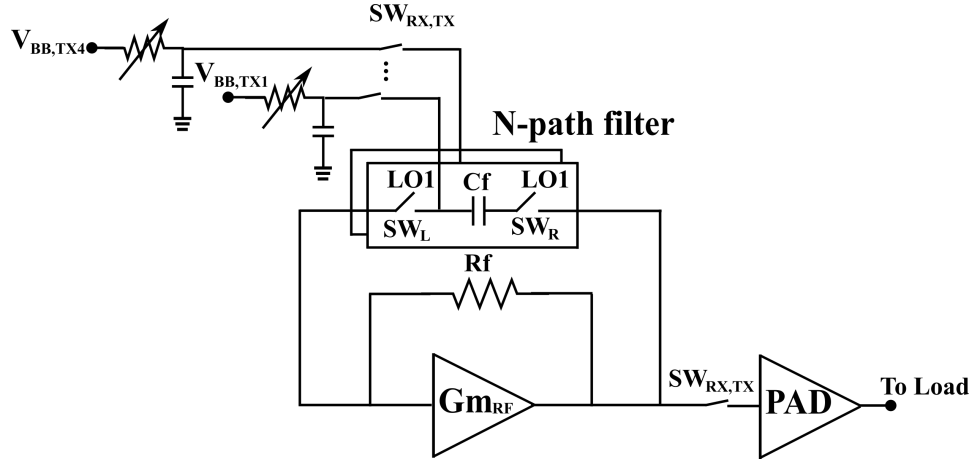 SW_RX,TX
V_BB,TX4
V_BB,TX1
N-path filter
LO1 Cf LO1
SW_L SW_R
Rf
SW_RX,TX
To Load
Gm_RF PAD